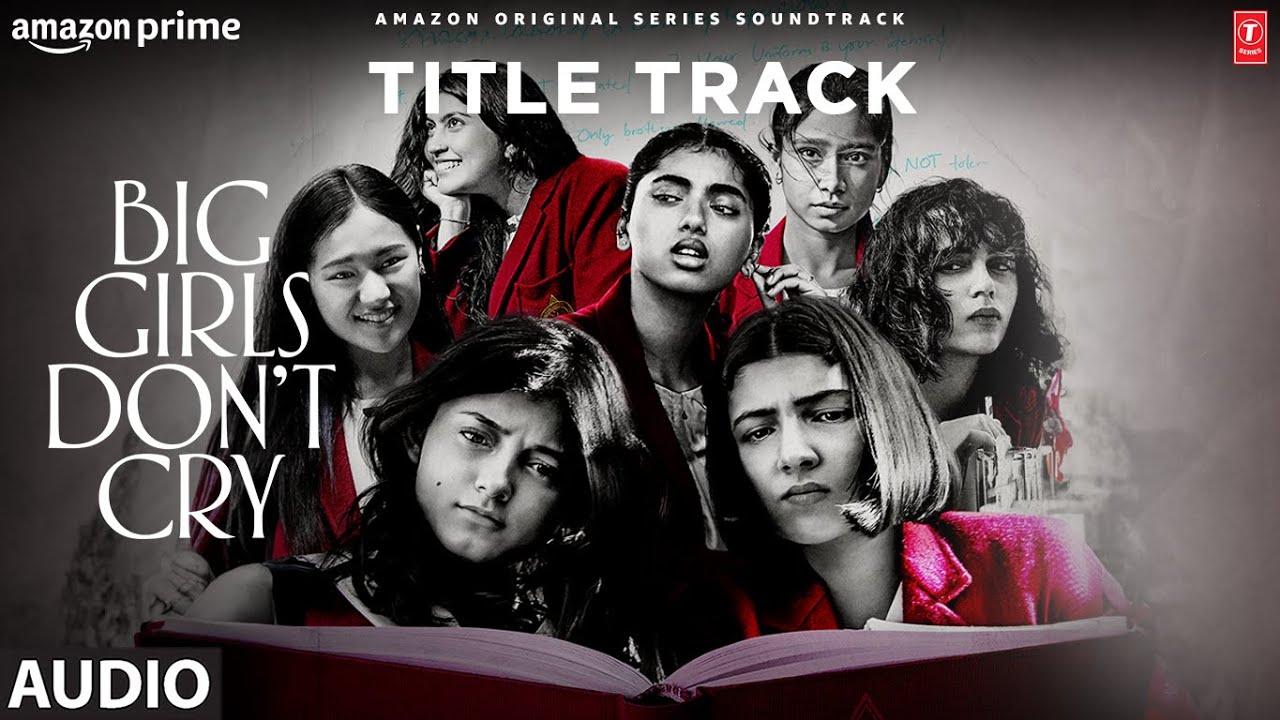 amazon prime
AMAZON ORIGINAL SERIES SOUNDTRACK
TITLE TRACK
T
SERIES
your Uniform is your identity
Only
NOT
BIG
GIRLS
DON'T
CRY
AUDIO